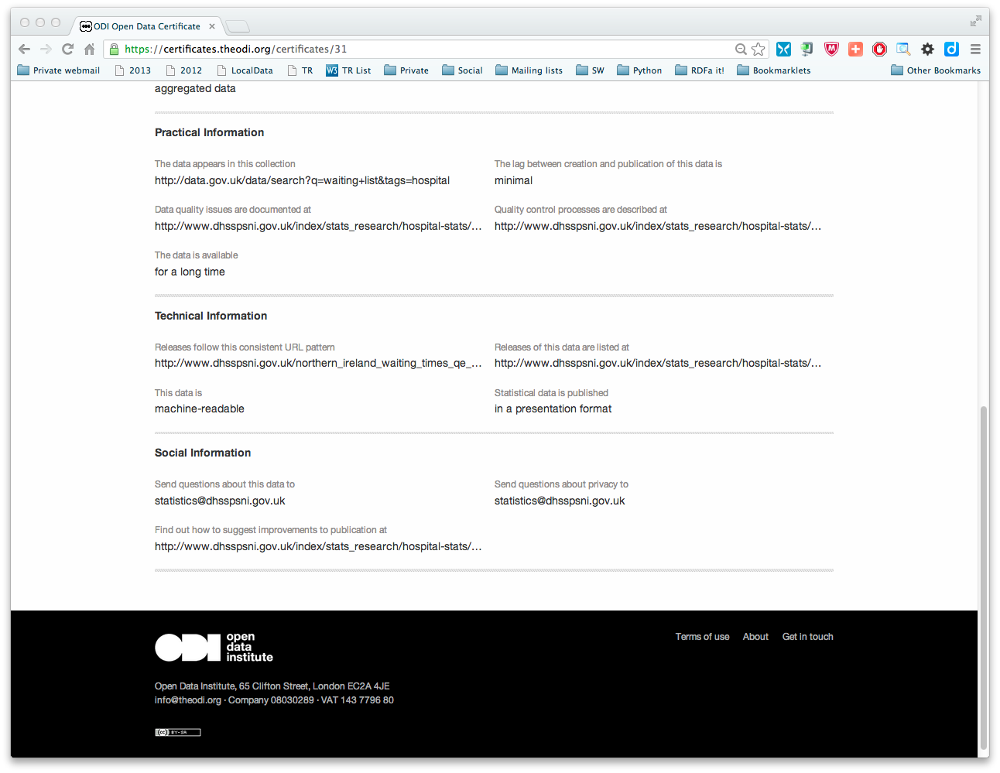 ODI Open Data Certificate
https://certificates.theodi.org/certificates/31
Private webmail 2013 2012 LocalData TR W3 TR List Private Social Mailing lists SW Python RDFa it! Bookmarklets Other Bookmarks
aggregated data
Practical Information
The data appears in this collection
http://data.gov.uk/data/search?q=waiting+list&tags=hospital
The lag between creation and publication of this data is
minimal
Data quality issues are documented at
http://www.dhsspsni.gov.uk/index/stats_research/hospital-stats/...
Quality control processes are described at
http://www.dhsspsni.gov.uk/index/stats_research/hospital-stats/...
The data is available
for a long time
Technical Information
Releases follow this consistent URL pattern
http://www.dhsspsni.gov.uk/northern_ireland_waiting_times_qe_...
Releases of this data are listed at
http://www.dhsspsni.gov.uk/index/stats_research/hospital-stats/...
This data is
machine-readable
Statistical data is published
in a presentation format
Social Information
Send questions about this data to
statistics@dhsspsni.gov.uk
Send questions about privacy to
statistics@dhsspsni.gov.uk
Find out how to suggest improvements to publication at
http://www.dhsspsni.gov.uk/index/stats_research/hospital-stats/...
ODI open
data
institute
Terms of use About Get in touch
Open Data Institute, 65 Clifton Street, London EC2A 4JE
info@theodi.org · Company 08030289 · VAT 143 7796 80
cc BY-SA